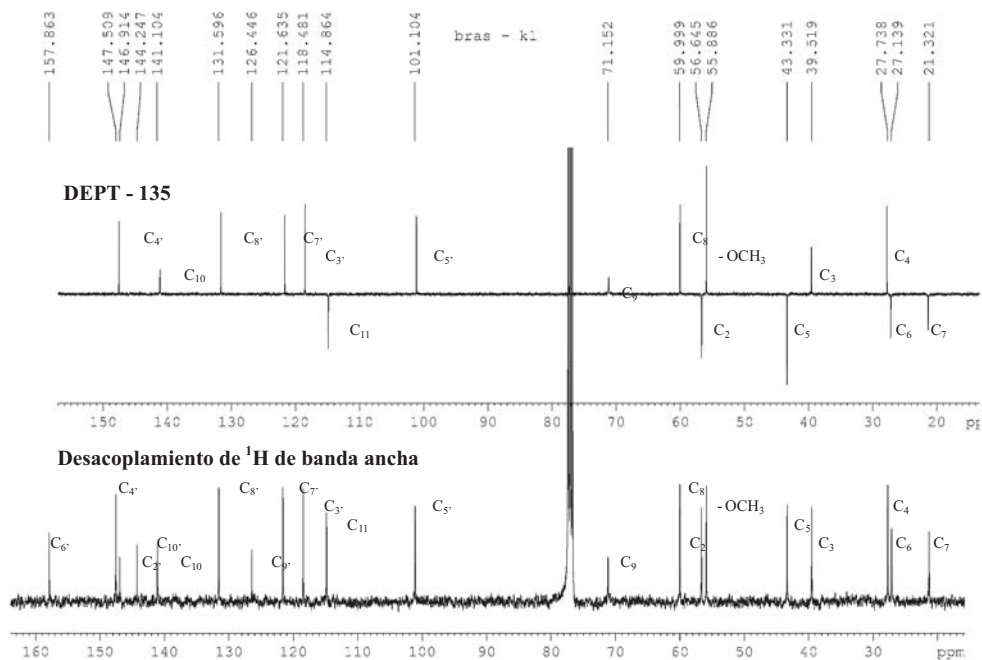 157.863
147.509
146.914
144.247
141.104
131.596
126.446
121.635
118.481
114.864
101.104
71.152
59.999
56.645
55.886
43.331
39.519
27.738
27.139
21.321
bras - k1
DEPT - 135
C4' C8' C7' C8 C4
C10 C3' C5' - OCH3 C3
C9
C11 C2 C5 C6 C7
150 140 130 120 110 100 90 80 70 60 50 40 30 20 pp
Desacoplamiento de ¹H de banda ancha
C4' C8' C7' C8 C4
C3' C5' - OCH3
C11 C5
C6' C10' C2 C3 C6 C7
C2' C10 C9' C9
160 150 140 130 120 110 100 90 80 70 60 50 40 30 ppm